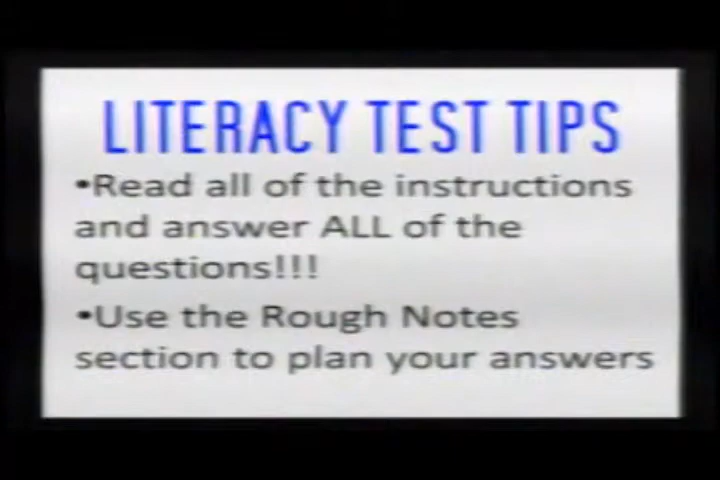 LITERACY TEST TIPS
•Read all of the instructions
and answer ALL of the
questions!!!
•Use the Rough Notes
section to plan your answers